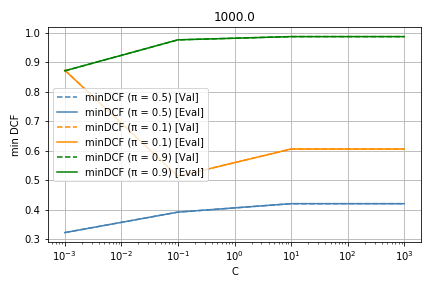 1000.0
min DCF
1.0
0.9
0.8
0.7
0.6
0.5
0.4
0.3
minDCF (π = 0.5) [Val]
minDCF (π = 0.5) [Eval]
minDCF (π = 0.1) [Val]
minDCF (π = 0.1) [Eval]
minDCF (π = 0.9) [Val]
minDCF (π = 0.9) [Eval]
10⁻³ 10⁻² 10⁻¹ 10⁰ 10¹ 10² 10³
C